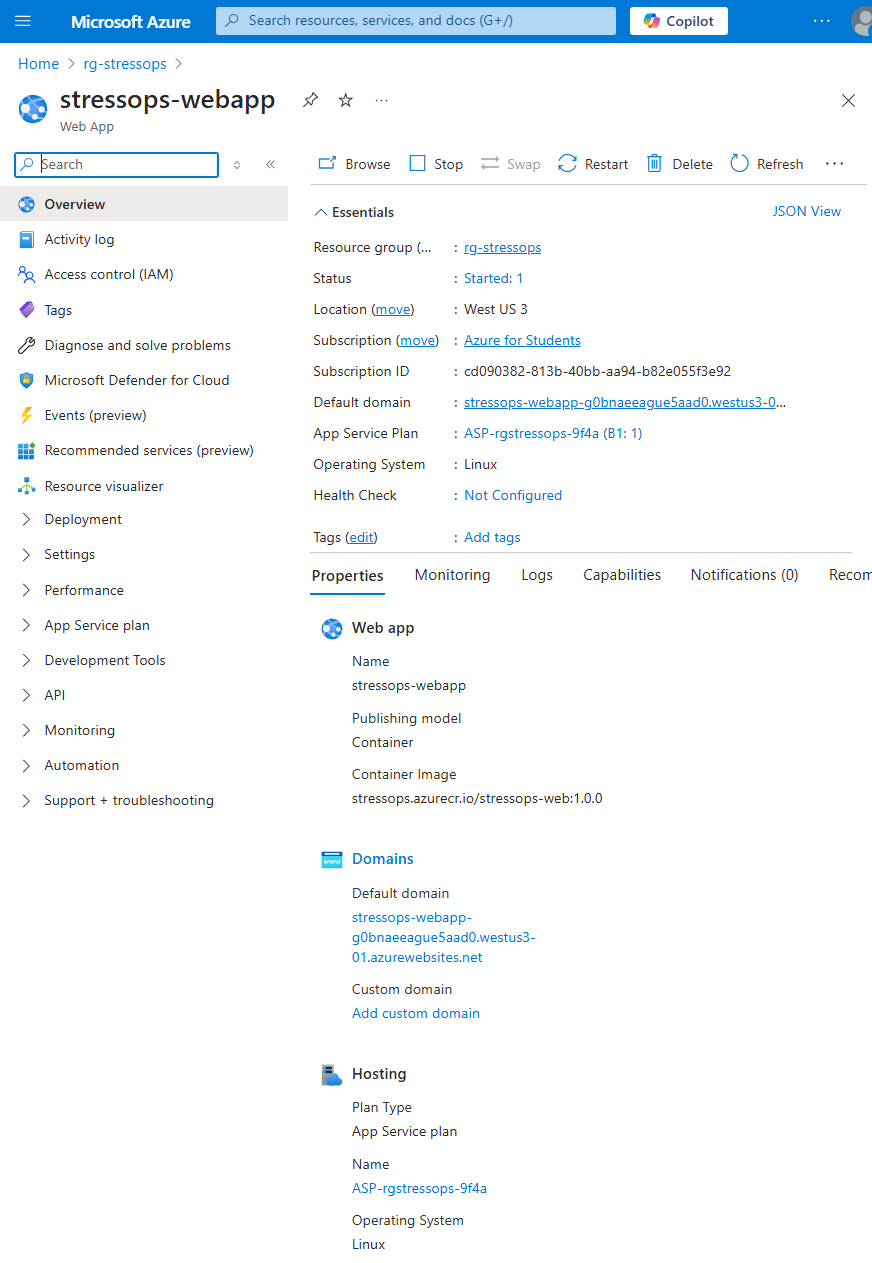 Microsoft Azure
Search resources, services, and docs (G+/)
Copilot
Home
rg-stressops
stressops-webapp
Web App
Search
Overview
Activity log
Access control (IAM)
Tags
Diagnose and solve problems
Microsoft Defender for Cloud
Events (preview)
Recommended services (preview)
Resource visualizer
Deployment
Settings
Performance
App Service plan
Development Tools
API
Monitoring
Automation
Support + troubleshooting
Browse Stop Swap Restart Delete Refresh ...
Essentials
JSON View
Resource group (... : rg-stressops
Status : Started: 1
Location (move) : West US 3
Subscription (move) : Azure for Students
Subscription ID : cd090382-813b-40bb-aa94-b82e055f3e92
Default domain : stressops-webapp-g0bnaeeague5aad0.westus3-0...
App Service Plan : ASP-rgstressops-9f4a (B1: 1)
Operating System : Linux
Health Check : Not Configured
Tags (edit) : Add tags
Properties Monitoring Logs Capabilities Notifications (0) Recom
Web app
Name
stressops-webapp
Publishing model
Container
Container Image
stressops.azurecr.io/stressops-web:1.0.0
Domains
Default domain
stressops-webapp-
g0bnaeeague5aad0.westus3-
01.azurewebsites.net
Custom domain
Add custom domain
Hosting
Plan Type
App Service plan
Name
ASP-rgstressops-9f4a
Operating System
Linux